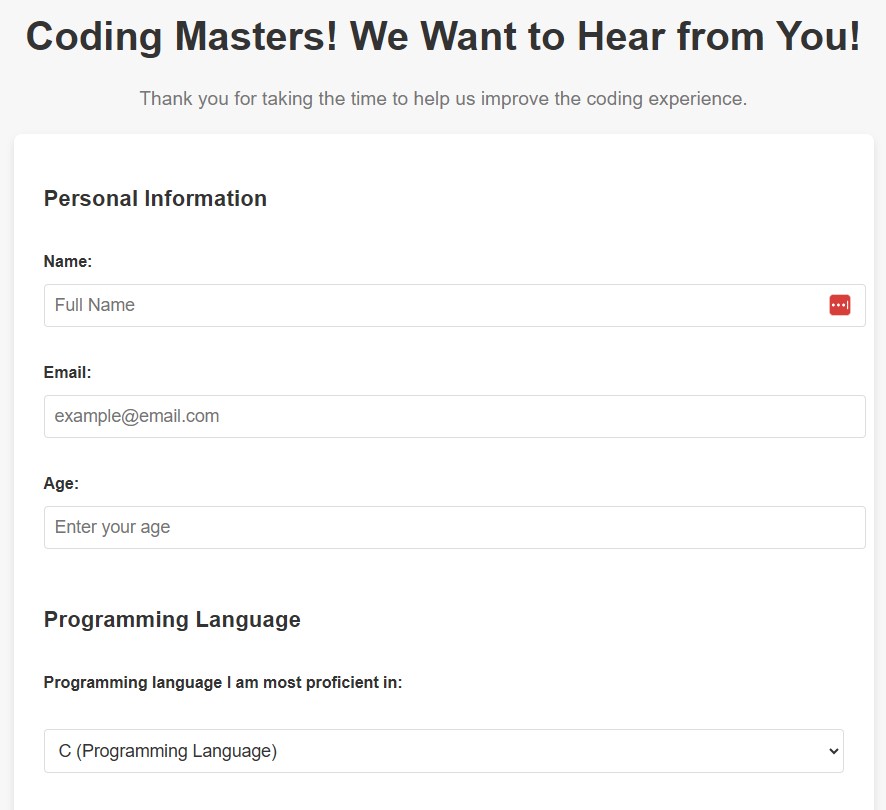 Coding Masters! We Want to Hear from You!
Thank you for taking the time to help us improve the coding experience.
Personal Information
Name:
Full Name
Email:
example@email.com
Age:
Enter your age
Programming Language
Programming language I am most proficient in:
C (Programming Language)